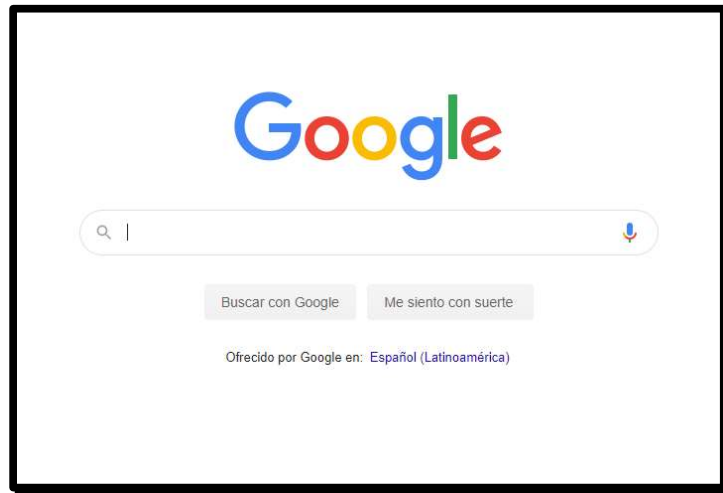 Google
Buscar con Google Me siento con suerte
Ofrecido por Google en: Español (Latinoamérica)